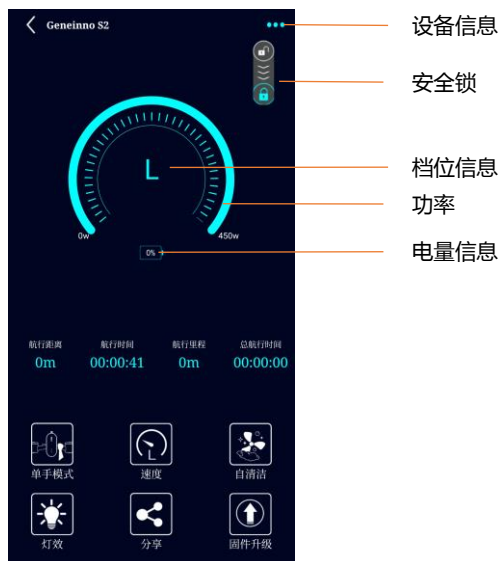 Geneinno S2
设备信息
安全锁
L
档位信息
功率
0w
450w
0%
电量信息
航行距离 航行时间 航行里程 总航行时间
0m 00:00:41 0m 00:00:00
L
单手模式 速度 自清洁
灯效 分享 固件升级